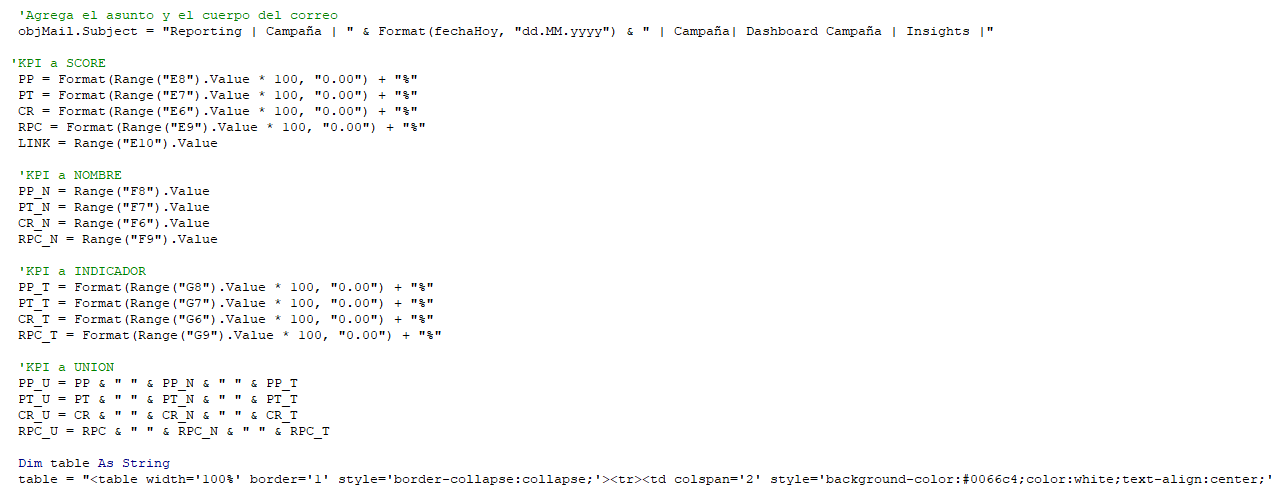 'Agrega el asunto y el cuerpo del correo
objMail.Subject = "Reporting | Campaña | " & Format(fechaHoy, "dd.MM.yyyy") & " | Campaña| Dashboard Campaña | Insights |"
'KPI a SCORE
PP = Format(Range("E8").Value * 100, "0.00") + "%"
PT = Format(Range("E7").Value * 100, "0.00") + "%"
CR = Format(Range("E6").Value * 100, "0.00") + "%"
RPC = Format(Range("E9").Value * 100, "0.00") + "%"
LINK = Range("E10").Value
'KPI a NOMBRE
PP_N = Range("F8").Value
PT_N = Range("F7").Value
CR_N = Range("F6").Value
RPC_N = Range("F9").Value
'KPI a INDICADOR
PP_T = Format(Range("G8").Value * 100, "0.00") + "%"
PT_T = Format(Range("G7").Value * 100, "0.00") + "%"
CR_T = Format(Range("G6").Value * 100, "0.00") + "%"
RPC_T = Format(Range("G9").Value * 100, "0.00") + "%"
'KPI a UNION
PP_U = PP & " " & PP_N & " " & PP_T
PT_U = PT & " " & PT_N & " " & PT_T
CR_U = CR & " " & CR_N & " " & CR_T
RPC_U = RPC & " " & RPC_N & " " & RPC_T
Dim table As String
table = "<table width='100%' border='1' style='border-collapse:collapse;'><tr><td colspan='2' style='background-color:#0066c4;color:white;text-align:center;'